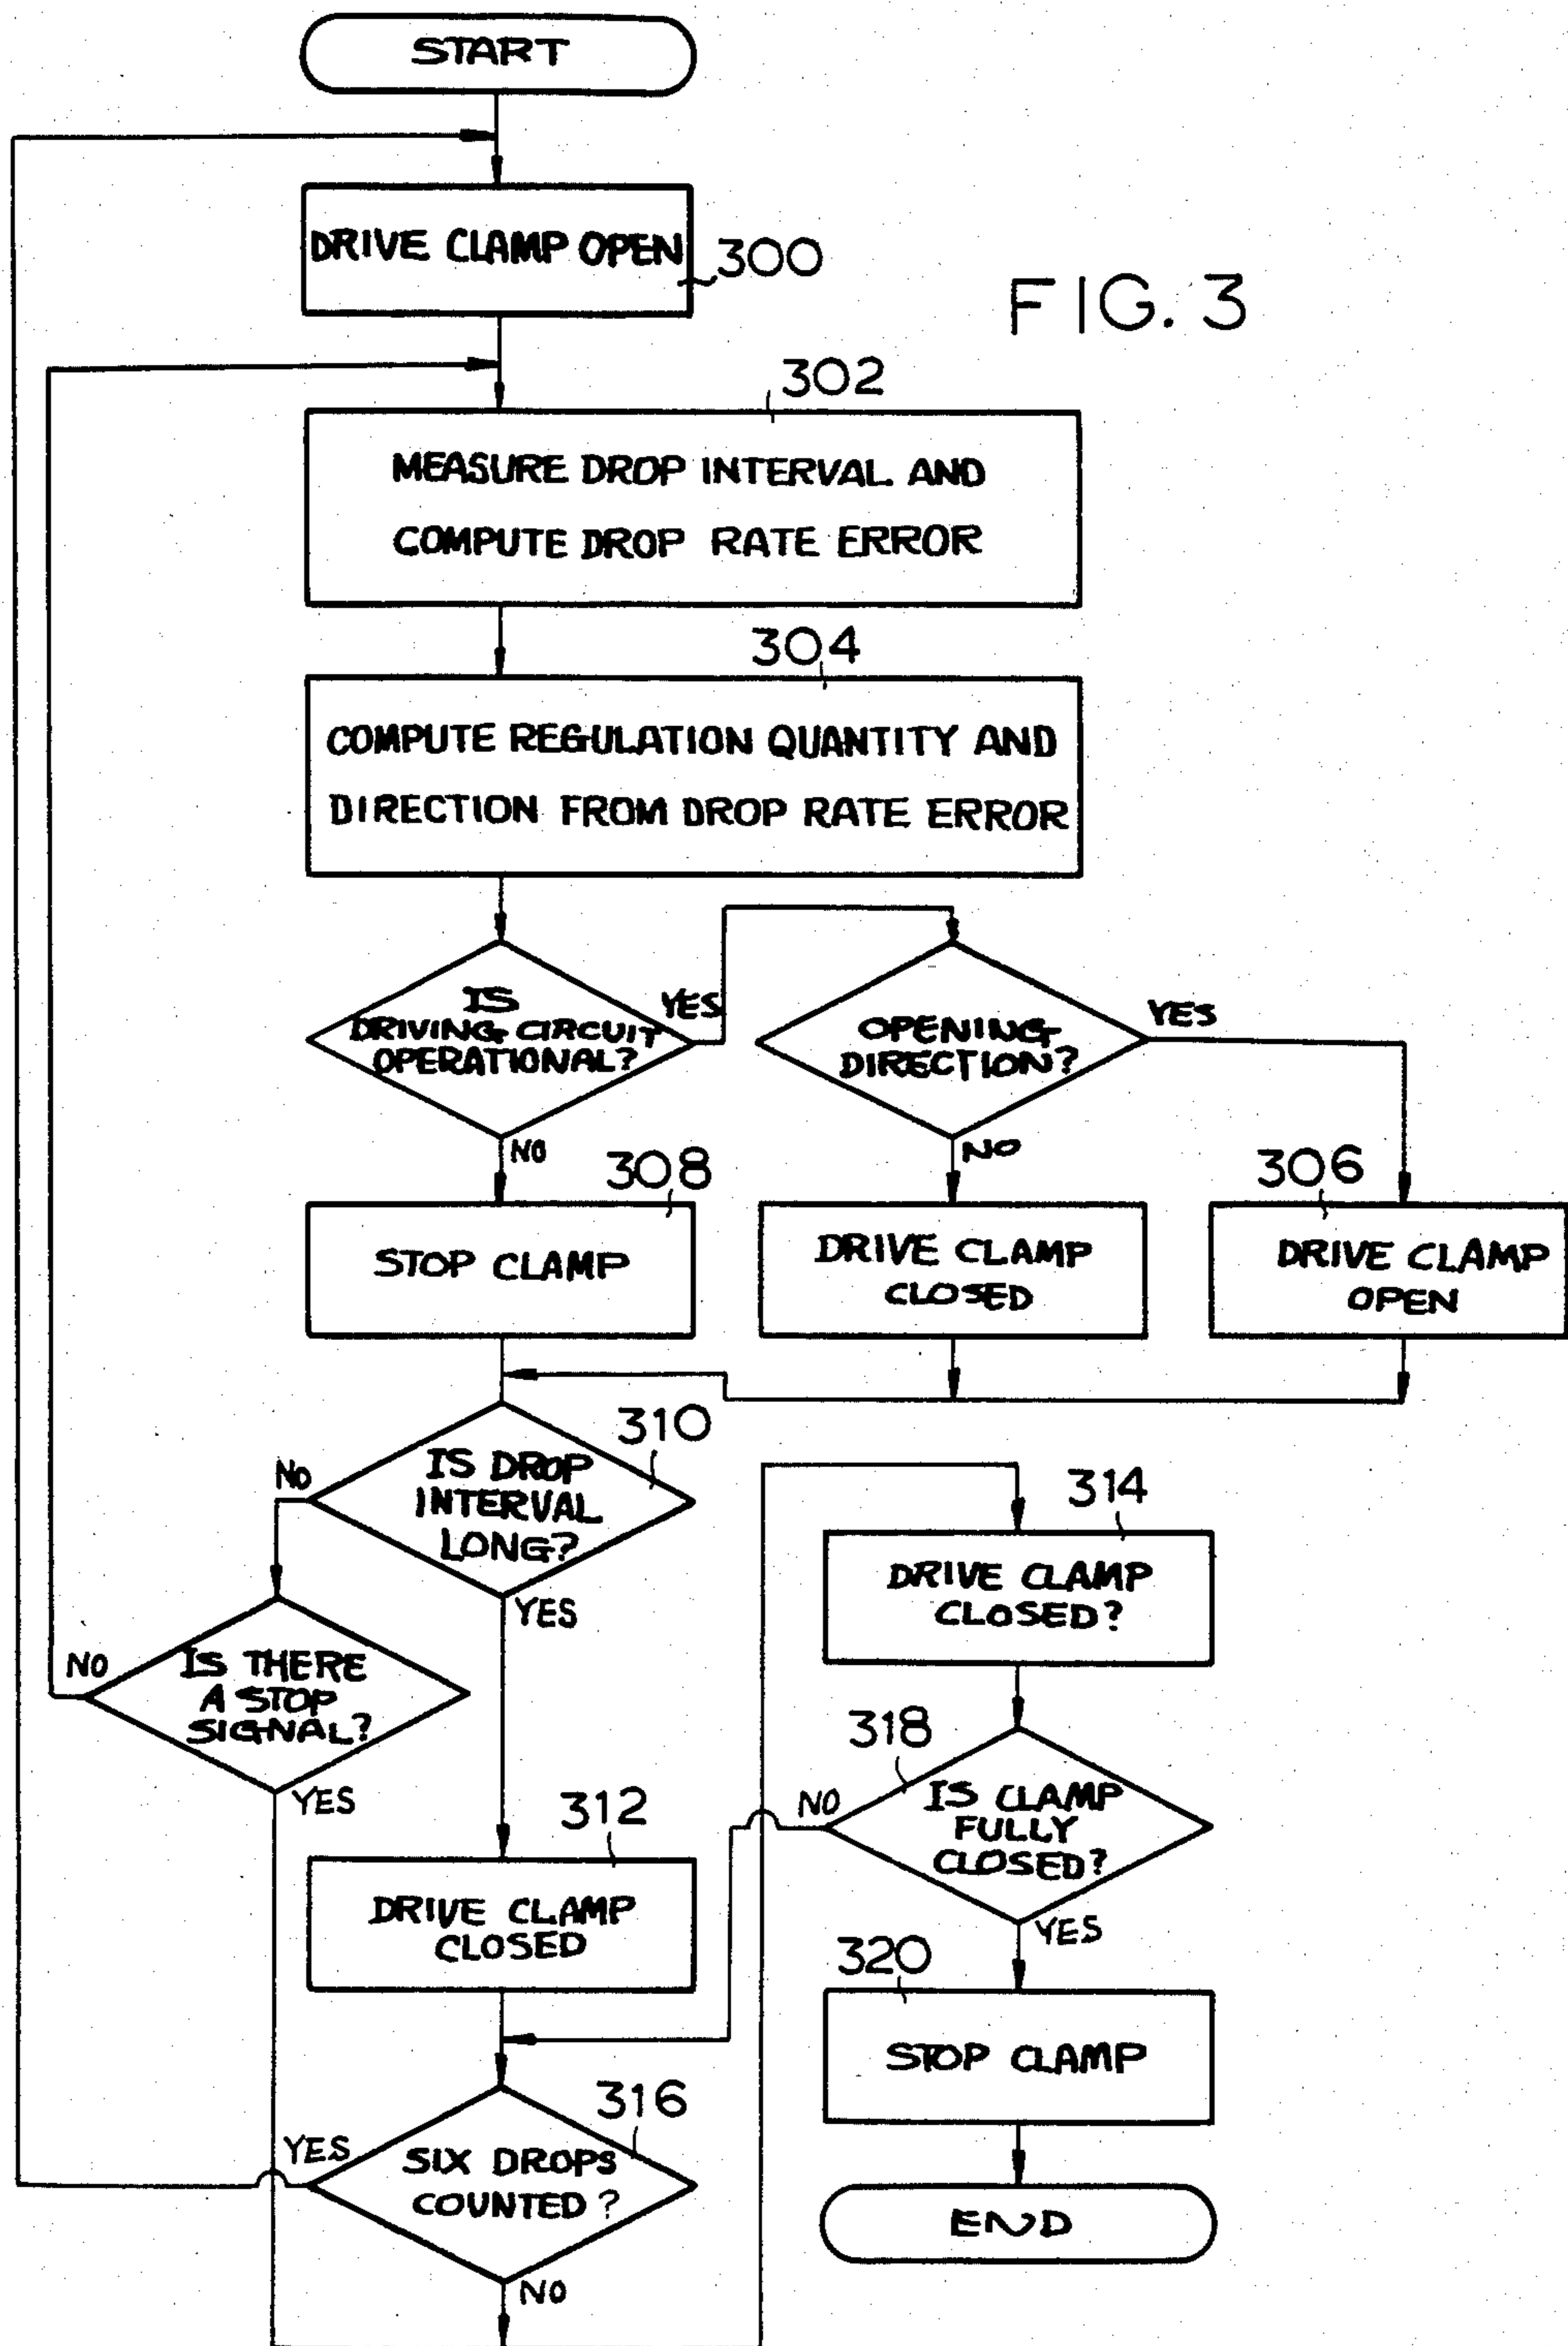 START
DRIVE CLAMP OPEN
300
FIG. 3
302
MEASURE DROP INTERVAL AND
COMPUTE DROP RATE ERROR
304
COMPUTE REGULATION QUANTITY AND
DIRECTION FROM DROP RATE ERROR
IS
DRIVING CIRCUIT
OPERATIONAL?
YES
OPENING
DIRECTION?
YES
NO
308
NO
306
STOP CLAMP
DRIVE CLAMP
CLOSED
DRIVE CLAMP
OPEN
310
IS DROP
INTERVAL
LONG?
NO
YES
314
DRIVE CLAMP
CLOSED?
IS THERE
A STOP
SIGNAL?
NO
YES
318
IS CLAMP
FULLY
CLOSED?
NO
YES
312
DRIVE CLAMP
CLOSED
320
STOP CLAMP
316
SIX DROPS
COUNTED?
YES
NO
END